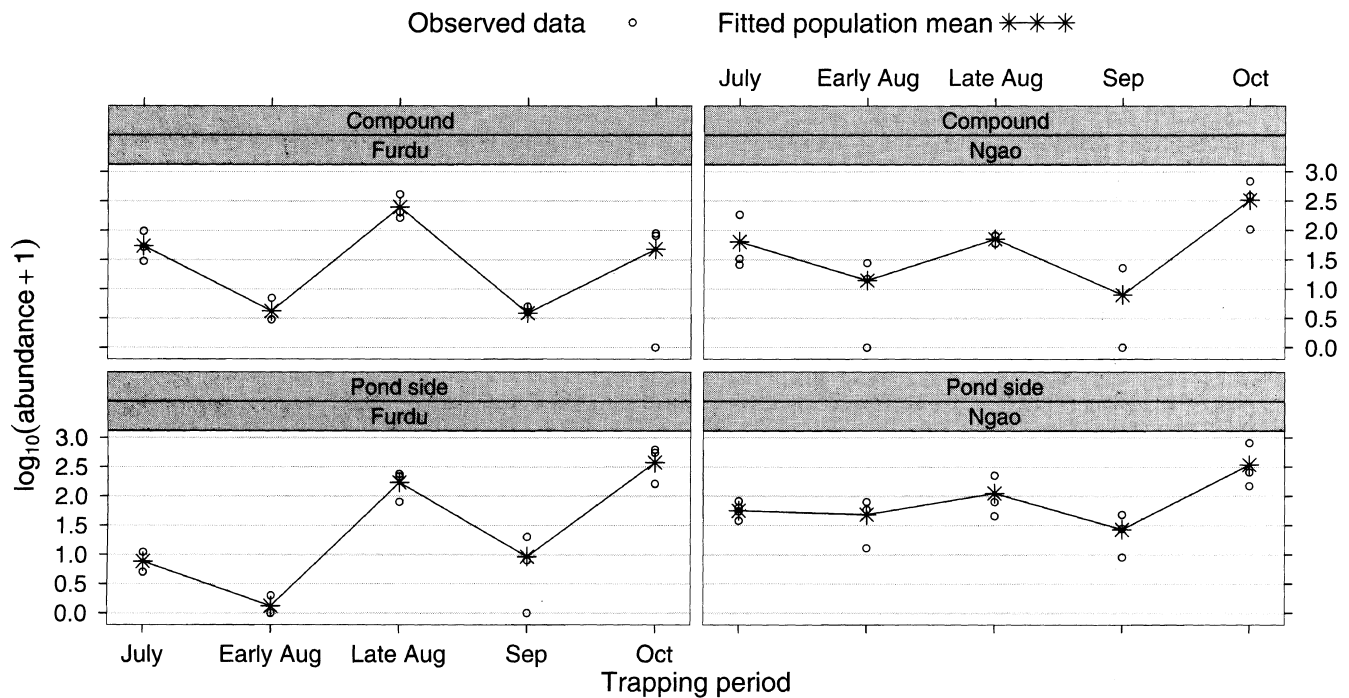 Observed data Fitted population mean
July Early Aug Late Aug Sep Oct
Compound Compound
Furdu Ngao
3.0
2.5
2.0
1.5
1.0
0.5
0.0
Pond side Pond side
Furdu Ngao
3.0
2.5
2.0
1.5
1.0
0.5
0.0
log10(abundance + 1)
July Early Aug Late Aug Sep Oct
Trapping period